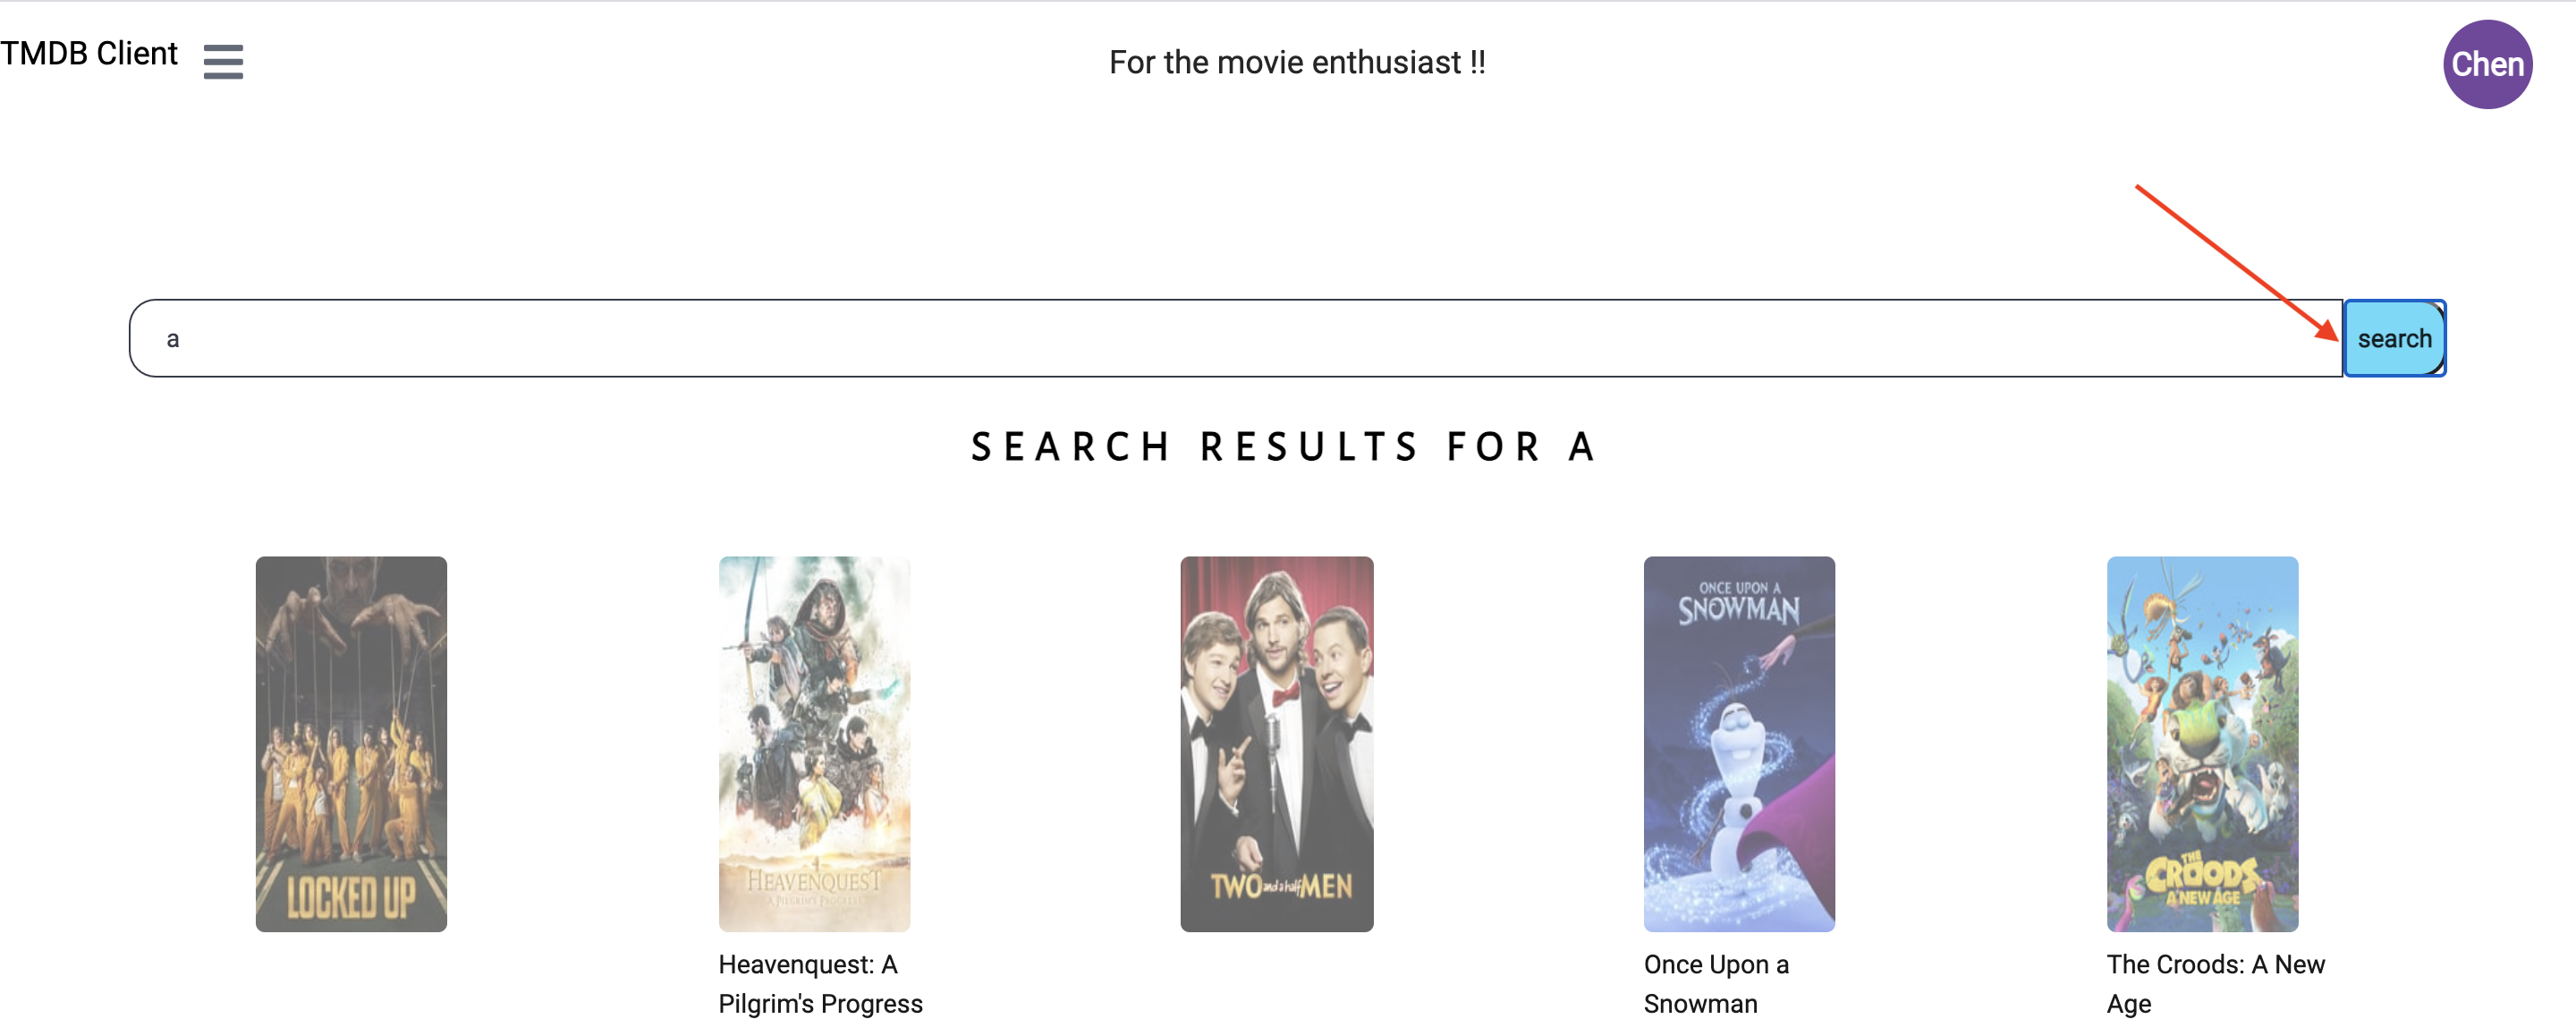 TMDB Client
For the movie enthusiast !!
Chen
a
search
SEARCH RESULTS FOR A
LOCKED UP
HEAVENQUEST
A PILGRIM'S PROGRESS
TWO and a half MEN
ONCE UPON A
SNOWMAN
THE
CROODS
A NEW AGE
Heavenquest: A
Pilgrim's Progress
Once Upon a
Snowman
The Croods: A New
Age